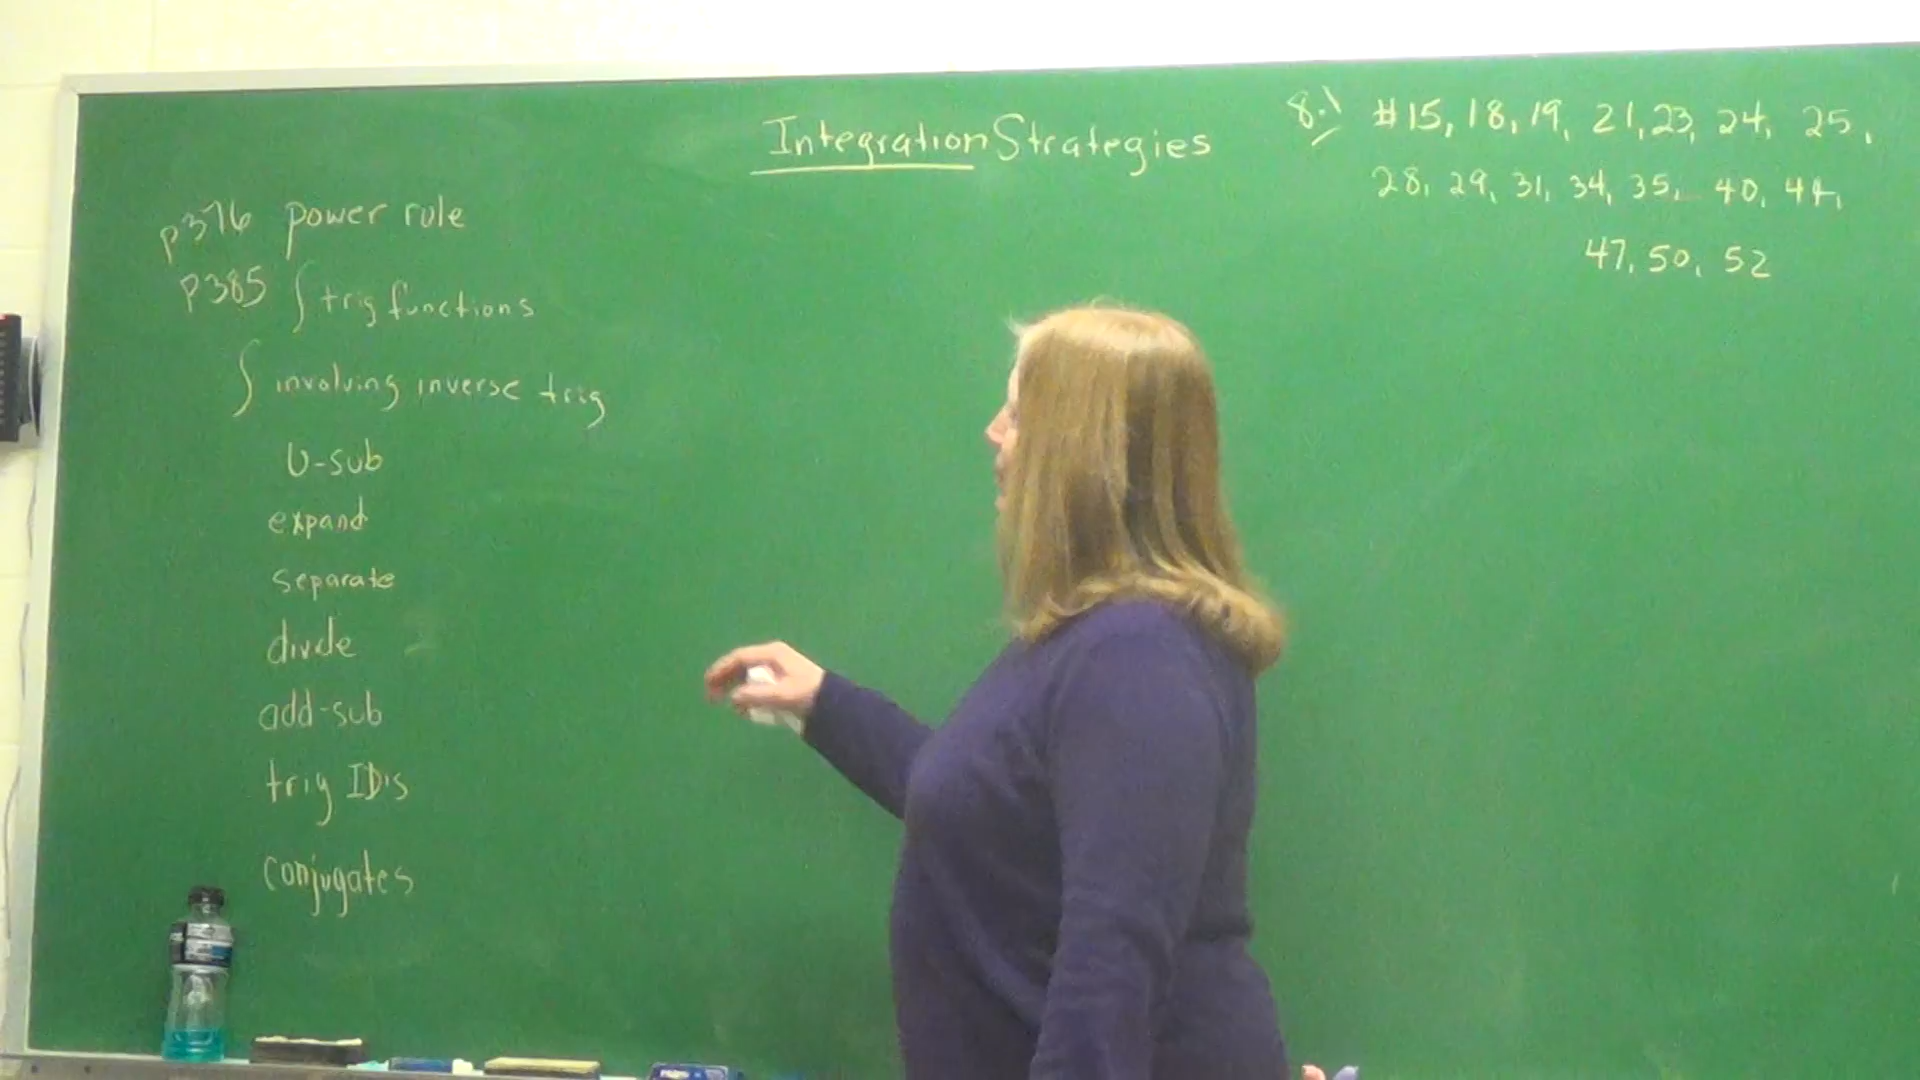 Integration Strategies
8.1 #15, 18, 19, 21, 23, 24, 25,
28, 29, 31, 34, 35, 40, 44,
47, 50, 52
p376 power rule
p385 ∫ trig functions
∫ involving inverse trig
U-sub
expand
separate
divide
add-sub
trig ID's
conjugates